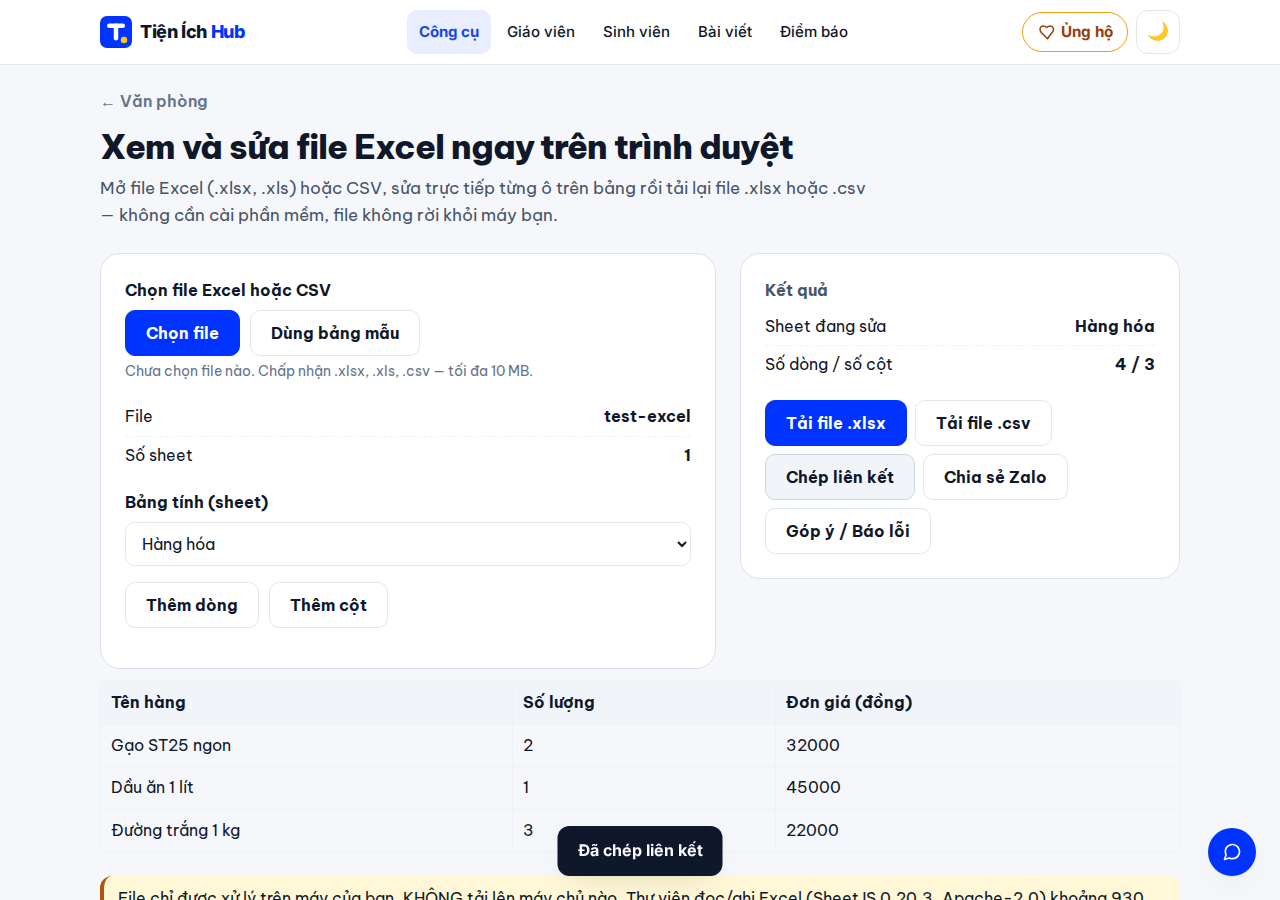 Tiện Ích Hub
Công cụ
Giáo viên
Sinh viên
Bài viết
Điểm báo
Ủng hộ
← Văn phòng
Xem và sửa file Excel ngay trên trình duyệt
Mở file Excel (.xlsx, .xls) hoặc CSV, sửa trực tiếp từng ô trên bảng rồi tải lại file .xlsx hoặc .csv
— không cần cài phần mềm, file không rời khỏi máy bạn.
Chọn file Excel hoặc CSV
Chọn file
Dùng bảng mẫu
Chưa chọn file nào. Chấp nhận .xlsx, .xls, .csv — tối đa 10 MB.
File test-excel
Số sheet 1
Bảng tính (sheet)
Hàng hóa
Thêm dòng
Thêm cột
Kết quả
Sheet đang sửa Hàng hóa
Số dòng / số cột 4 / 3
Tải file .xlsx
Tải file .csv
Chép liên kết
Chia sẻ Zalo
Góp ý / Báo lỗi
Tên hàng Số lượng Đơn giá (đồng)
Gạo ST25 ngon 2 32000
Dầu ăn 1 lít 1 45000
Đường trắng 1 kg 3 22000
Đã chép liên kết
File chỉ được xử lý trên máy của bạn, KHÔNG tải lên máy chủ nào. Thư viện đọc/ghi Excel (SheetJS 0.20.3, Apache-2.0) khoảng 930